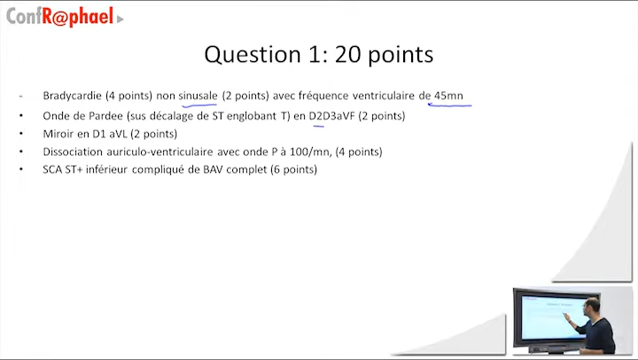 ConfR@phael
Question 1: 20 points
- Bradycardie (4 points) non sinusale (2 points) avec fréquence ventriculaire de 45mn
• Onde de Pardee (sus décalage de ST englobant T) en D2D3aVF (2 points)
• Miroir en D1 aVL (2 points)
• Dissociation auriculo-ventriculaire avec onde P à 100/mn, (4 points)
• SCA ST+ inférieur compliqué de BAV complet (6 points)